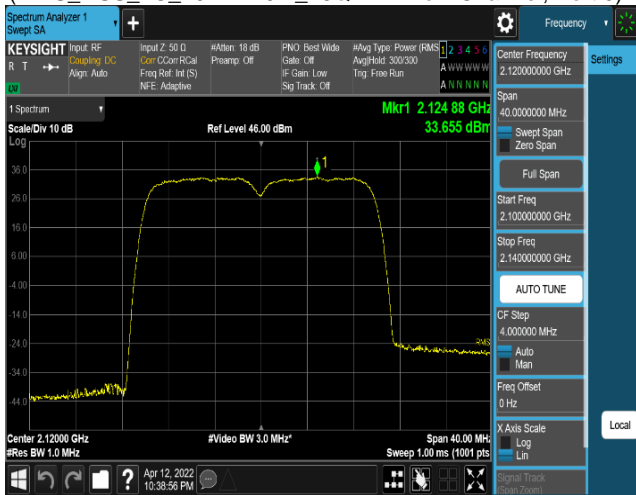 Spectrum Analyzer 1
Swept SA
Frequency
KEYSIGHT
R T
LXI
Input: RF
Coupling: DC
Align: Auto
Input Z: 50 Ω
Corr CCorr RCal
Freq Ref: Int (S)
NFE: Adaptive
#Atten: 18 dB
Preamp: Off
PNO: Best Wide
Gate: Off
IF Gain: Low
Sig Track: Off
#Avg Type: Power (RMS
Avg|Hold: 300/300
Trig: Free Run
1 2 3 4 5 6
A W W W W W
A N N N N N
Center Frequency
2.120000000 GHz
Settings
Span
40.0000000 MHz
Swept Span
Zero Span
Full Span
Start Freq
2.100000000 GHz
Stop Freq
2.140000000 GHz
AUTO TUNE
CF Step
4.000000 MHz
Auto
Man
Freq Offset
0 Hz
X Axis Scale
Log
Lin
Local
Signal Track
(Span Zoom)
1 Spectrum
Mkr1 2.124 88 GHz
Scale/Div 10 dB
Ref Level 46.00 dBm
33.655 dBm
Log
1
36.0
26.0
16.0
6.00
-4.00
-14.0
-24.0
RMS
-34.0
-44.0
Center 2.12000 GHz
#Video BW 3.0 MHz*
Span 40.00 MHz
#Res BW 1.0 MHz
Sweep 1.00 ms (1001 pts
?
Apr 12, 2022
10:38:56 PM